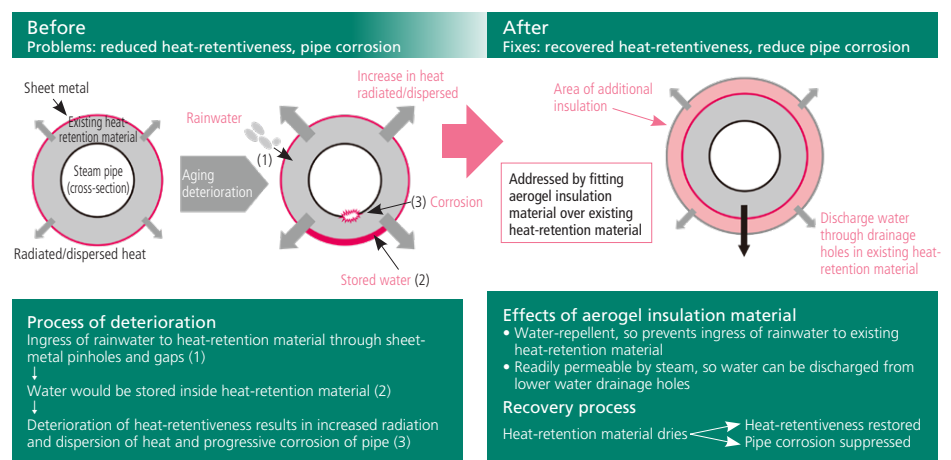 Before
Problems: reduced heat-retentiveness, pipe corrosion
Sheet metal
Existing heat-
retention material
Steam pipe
(cross-section)
Radiated/dispersed heat
Aging
deterioration
Rainwater
(1)
Increase in heat
radiated/dispersed
(3) Corrosion
Stored water (2)
Process of deterioration
Ingress of rainwater to heat-retention material through sheet-
metal pinholes and gaps (1)
↓
Water would be stored inside heat-retention material (2)
↓
Deterioration of heat-retentiveness results in increased radiation
and dispersion of heat and progressive corrosion of pipe (3)
After
Fixes: recovered heat-retentiveness, reduce pipe corrosion
Area of additional
insulation
Addressed by fitting
aerogel insulation
material over existing
heat-retention material
Discharge water
through drainage
holes in existing heat-
retention material
Effects of aerogel insulation material
• Water-repellent, so prevents ingress of rainwater to existing
heat-retention material
• Readily permeable by steam, so water can be discharged from
lower water drainage holes
Recovery process
Heat-retention material dries
Heat-retentiveness restored
Pipe corrosion suppressed